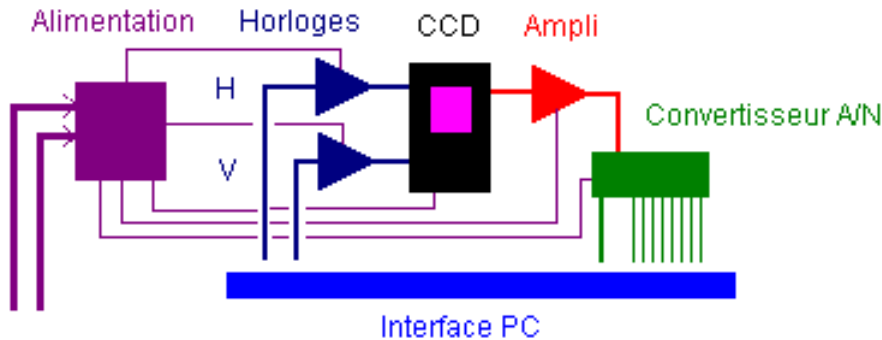 Alimentation
Horloges
CCD
Ampli
H
Convertisseur A/N
V
Interface PC